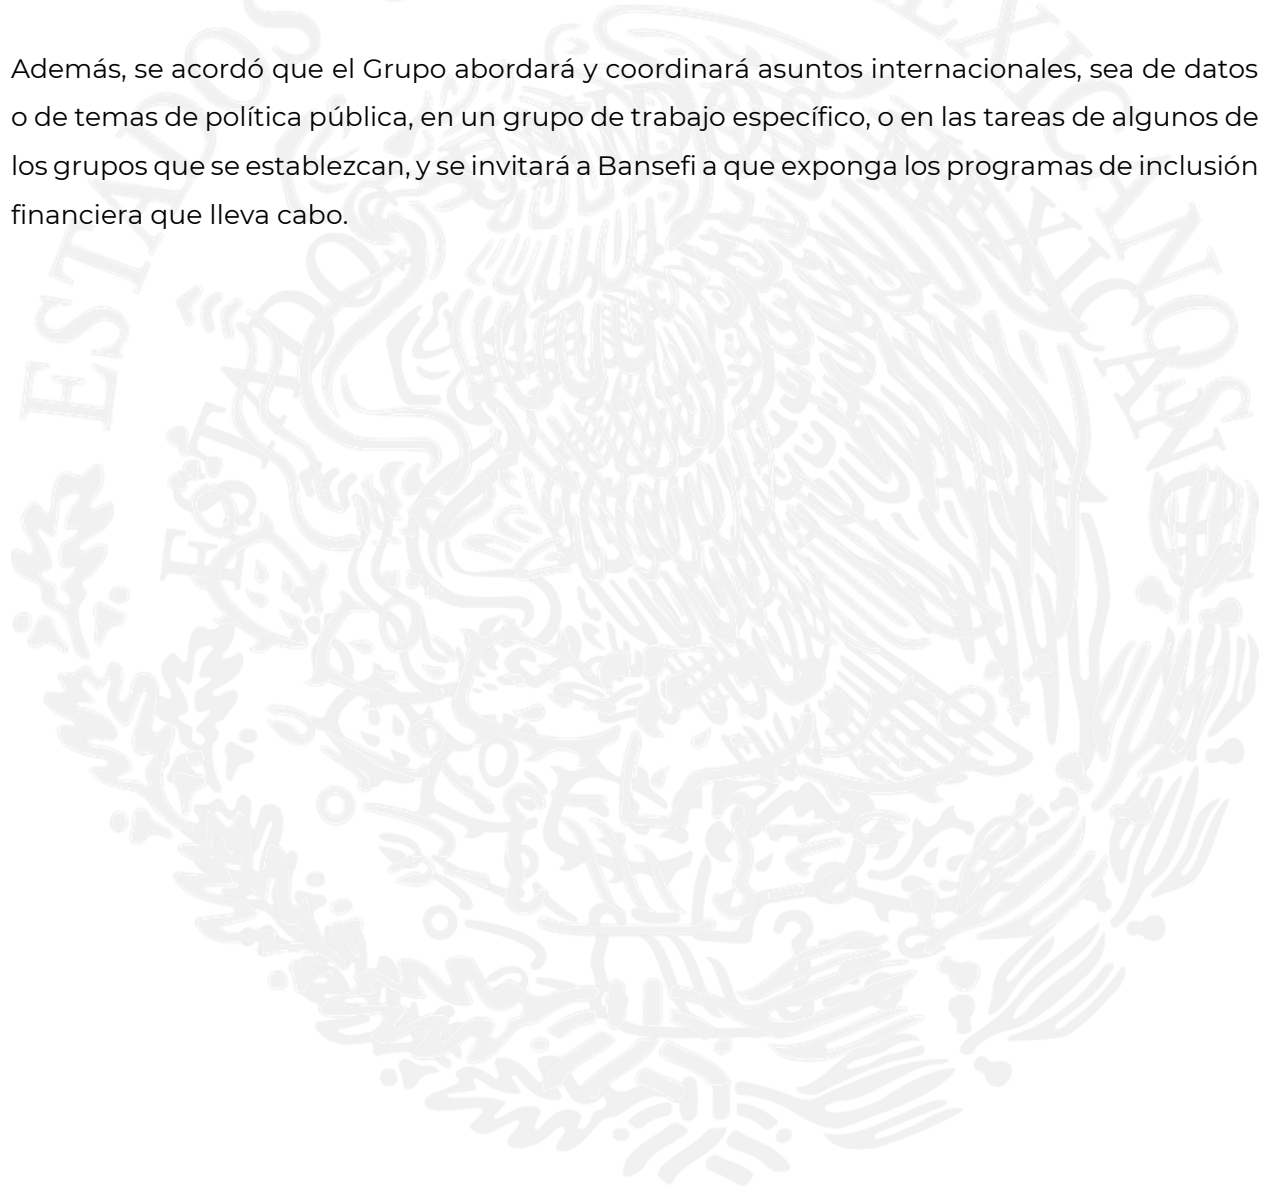 Además, se acordó que el Grupo abordará y coordinará asuntos internacionales, sea de datos
o de temas de política pública, en un grupo de trabajo específico, o en las tareas de algunos de
los grupos que se establezcan, y se invitará a Bansefi a que exponga los programas de inclusión
financiera que lleva cabo.